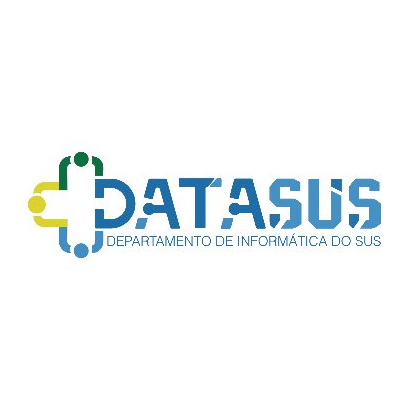 DATASUS
DEPARTAMENTO DE INFORMÁTICA DO SUS